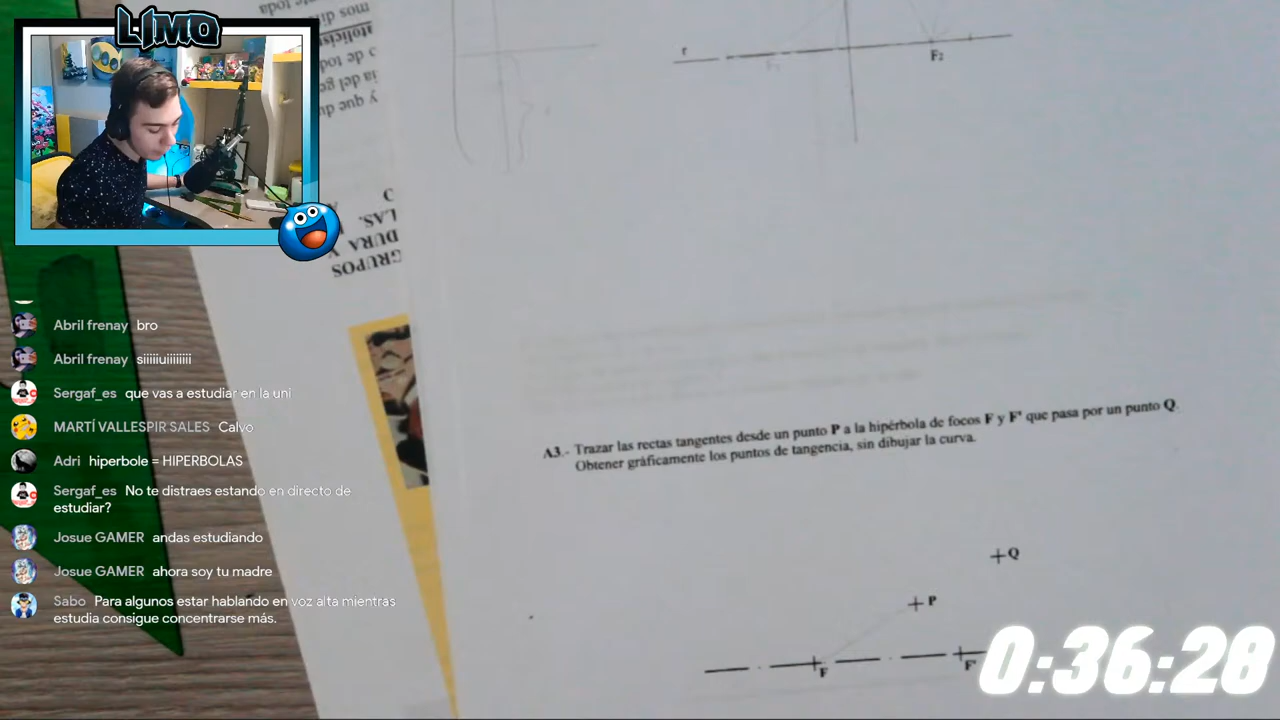 LIMO
GRUPOS
DURA Y
LAS,
r
F₂
Abril frenay bro
Abril frenay siiiiiuiiiiiiii
Sergaf_es que vas a estudiar en la uni
MARTÍ VALLESPIR SALES Calvo
Adri hiperbole = HIPERBOLAS
Sergaf_es No te distraes estando en directo de
estudiar?
Josue GAMER andas estudiando
Josue GAMER ahora soy tu madre
Sabo Para algunos estar hablando en voz alta mientras
estudia consigue concentrarse más.
A3.- Trazar las rectas tangentes desde un punto P a la hipérbola de focos F y F' que pasa por un punto Q.
Obtener gráficamente los puntos de tangencia, sin dibujar la curva.
Q
P
F
F'
0:36:28